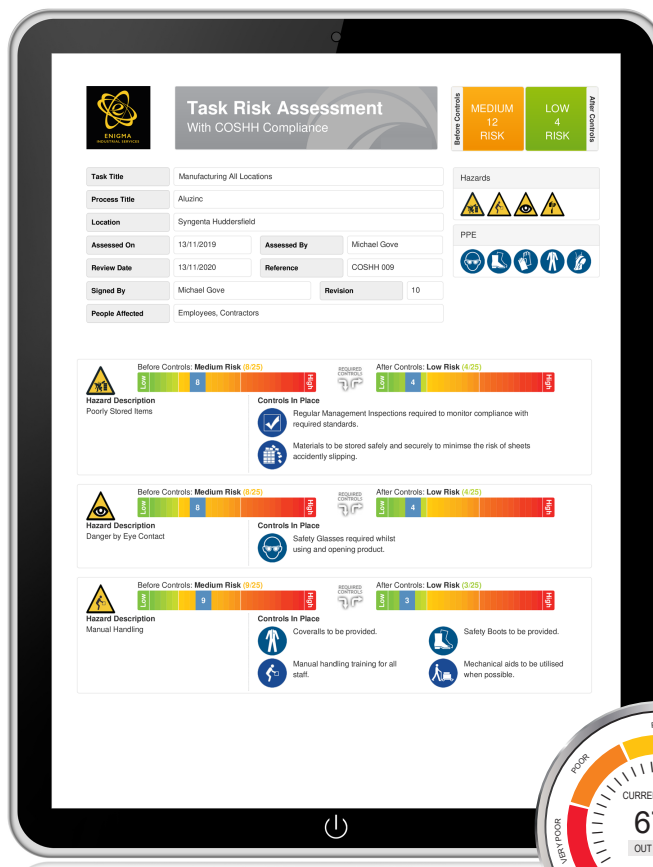 ENIGMA
INDUSTRIAL SERVICES
Task Risk Assessment
With COSHH Compliance
Before Controls
MEDIUM
12
RISK
LOW
4
RISK
After Controls
Task Title Manufacturing All Locations
Process Title Aluzinc
Location Syngenta Huddersfield
Assessed On 13/11/2019 Assessed By Michael Gove
Review Date 13/11/2020 Reference COSHH 009
Signed By Michael Gove Revision 10
People Affected Employees, Contractors
Hazards
PPE
Before Controls: Medium Risk (8/25)
Low 8 High
REQUIRED
CONTROLS
After Controls: Low Risk (4/25)
Low 4 High
Hazard Description
Poorly Stored Items
Controls In Place
Regular Management Inspections required to monitor compliance with
required standards.
Materials to be stored safely and securely to minimse the risk of sheets
accidently slipping.
Before Controls: Medium Risk (8/25)
Low 8 High
REQUIRED
CONTROLS
After Controls: Low Risk (4/25)
Low 4 High
Hazard Description
Danger by Eye Contact
Controls In Place
Safety Glasses required whilst
using and opening product.
Before Controls: Medium Risk (9/25)
Low 9 High
REQUIRED
CONTROLS
After Controls: Low Risk (3/25)
Low 3 High
Hazard Description
Manual Handling
Controls In Place
Coveralls to be provided.
Safety Boots to be provided.
Manual handling training for all
staff.
Mechanical aids to be utilised
when possible.
POOR
VERY POOR
OUT